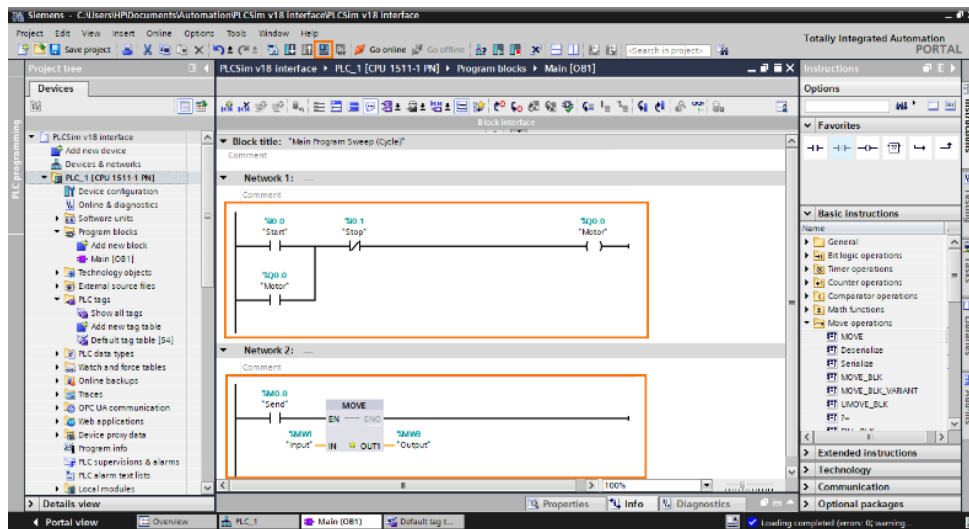 Siemens - C:\Users\HP\Documents\Automation\PLCSim v18 interface\PLCSim v18 interface
Project Edit View Insert Online Options Tools Window Help
Totally Integrated Automation
PORTAL
Save project
Go online
Go offline
<Search in project>
Project tree
PLCSim v18 interface PLC_1 [CPU 1511-1 PN] Program blocks Main [OB1]
Instructions
Devices
Options
PLC programming
Block interface
Favorites
PLCSim v18 interface
Add new device
Devices & networks
PLC_1 [CPU 1511-1 PN]
Device configuration
Online & diagnostics
Software units
Program blocks
Add new block
Main [OB1]
Technology objects
External source files
PLC tags
Show all tags
Add new tag table
Default tag table [54]
PLC data types
Watch and force tables
Online backups
Traces
OPC UA communication
Web applications
Device proxy data
Program info
PLC supervisions & alarms
PLC alarm text lists
Local modules
Block title: "Main Program Sweep (Cycle)"
Comment
Network 1:
Comment
%I0.0 %I0.1 %Q0.0
"Start" "Stop" "Motor"
%Q0.0
"Motor"
Network 2:
Comment
%M0.0
"Send"
MOVE
EN ENO
%MW1 %MW8
"Input" IN OUT1 "Output"
100%
Basic instructions
Name
General
Bit logic operations
Timer operations
Counter operations
Comparator operations
Math functions
Move operations
MOVE
Deserialize
Serialize
MOVE_BLK
MOVE_BLK_VARIANT
UMOVE_BLK
?=
Extended instructions
Technology
Communication
Optional packages
Details view
Properties Info Diagnostics
Portal view Overview PLC_1 Main (OB1) Default tag t...
Loading completed (errors: 0; warning...